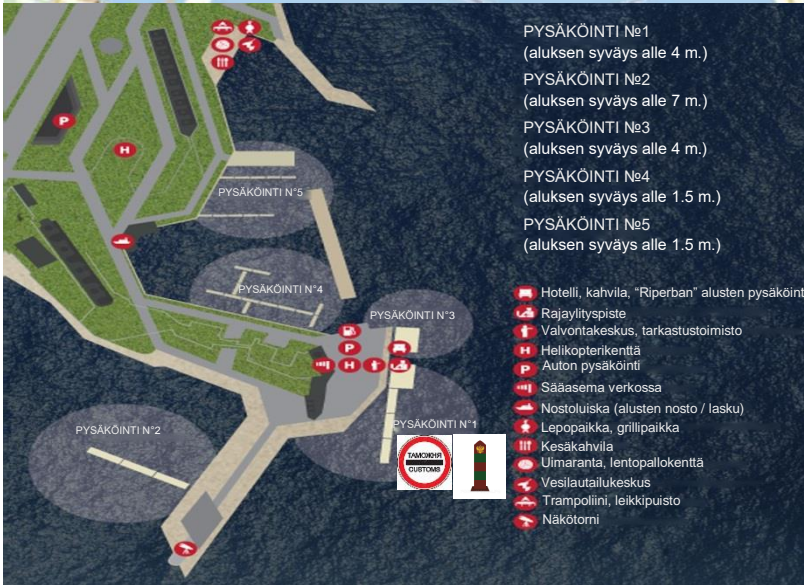 PYSÄKÖINTI №1
(aluksen syväys alle 4 m.)
PYSÄKÖINTI №2
(aluksen syväys alle 7 m.)
PYSÄKÖINTI №3
(aluksen syväys alle 4 m.)
PYSÄKÖINTI №4
(aluksen syväys alle 1.5 m.)
PYSÄKÖINTI №5
(aluksen syväys alle 1.5 m.)
P
H
PYSÄKÖINTI N°5
PYSÄKÖINTI N°4
PYSÄKÖINTI N°3
P
H
PYSÄKÖINTI N°2
PYSÄKÖINTI N°1
ТАМОЖНЯ
CUSTOMS
Hotelli, kahvila, “Riperban” alusten pysäköint
Rajaylityspiste
Valvontakeskus, tarkastustoimisto
H Helikopterikenttä
P Auton pysäköinti
Sääasema verkossa
Nostoluiska (alusten nosto / lasku)
Lepopaikka, grillipaikka
Kesäkahvila
Uimaranta, lentopallokenttä
Vesilautailukeskus
Trampoliini, leikkipuisto
Näkötorni